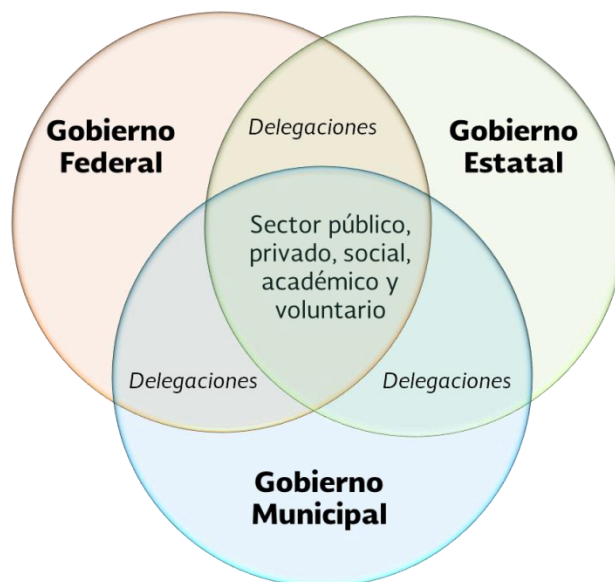 Gobierno
Federal
Delegaciones
Gobierno
Estatal
Sector público,
privado, social,
académico y
voluntario
Delegaciones
Delegaciones
Gobierno
Municipal